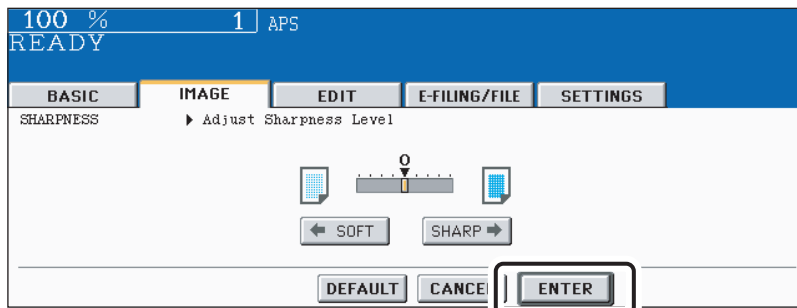 100 % 1 APS
READY
BASIC IMAGE EDIT E-FILING/FILE SETTINGS
SHARPNESS ▶ Adjust Sharpness Level
0
SOFT SHARP
DEFAULT CANCEL ENTER